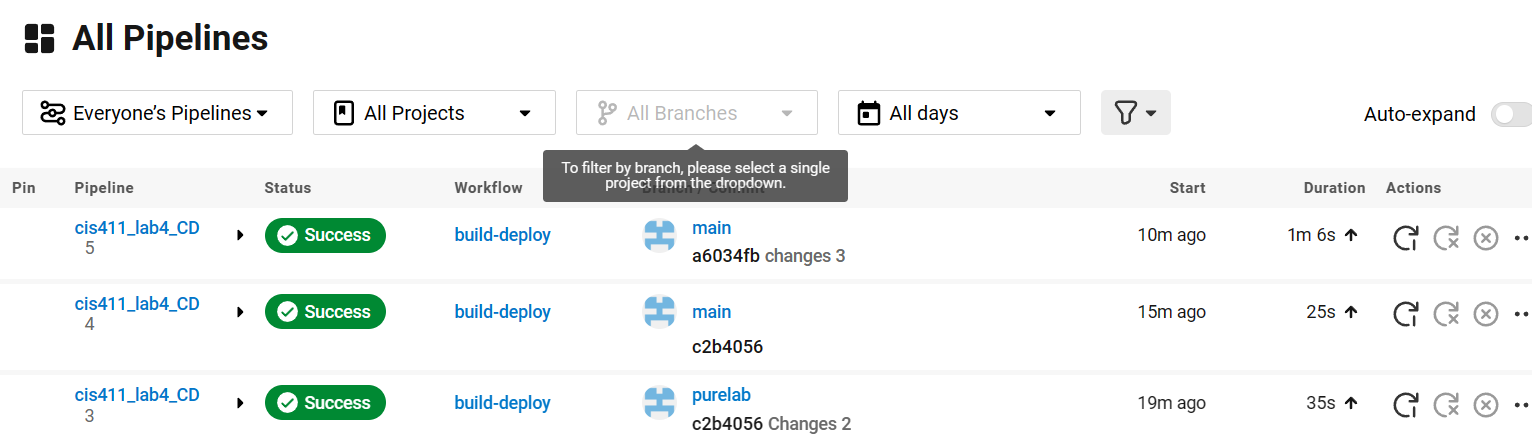 All Pipelines
Everyone's Pipelines
All Projects
All Branches
All days
Auto-expand
To filter by branch, please select a single
project from the dropdown.
Pin Pipeline Status Workflow Branch / Commit Start Duration Actions
cis411_lab4_CD Success build-deploy main 10m ago 1m 6s
5 a6034fb changes 3
cis411_lab4_CD Success build-deploy main 15m ago 25s
4
c2b4056
cis411_lab4_CD Success build-deploy purelab 19m ago 35s
3 c2b4056 Changes 2